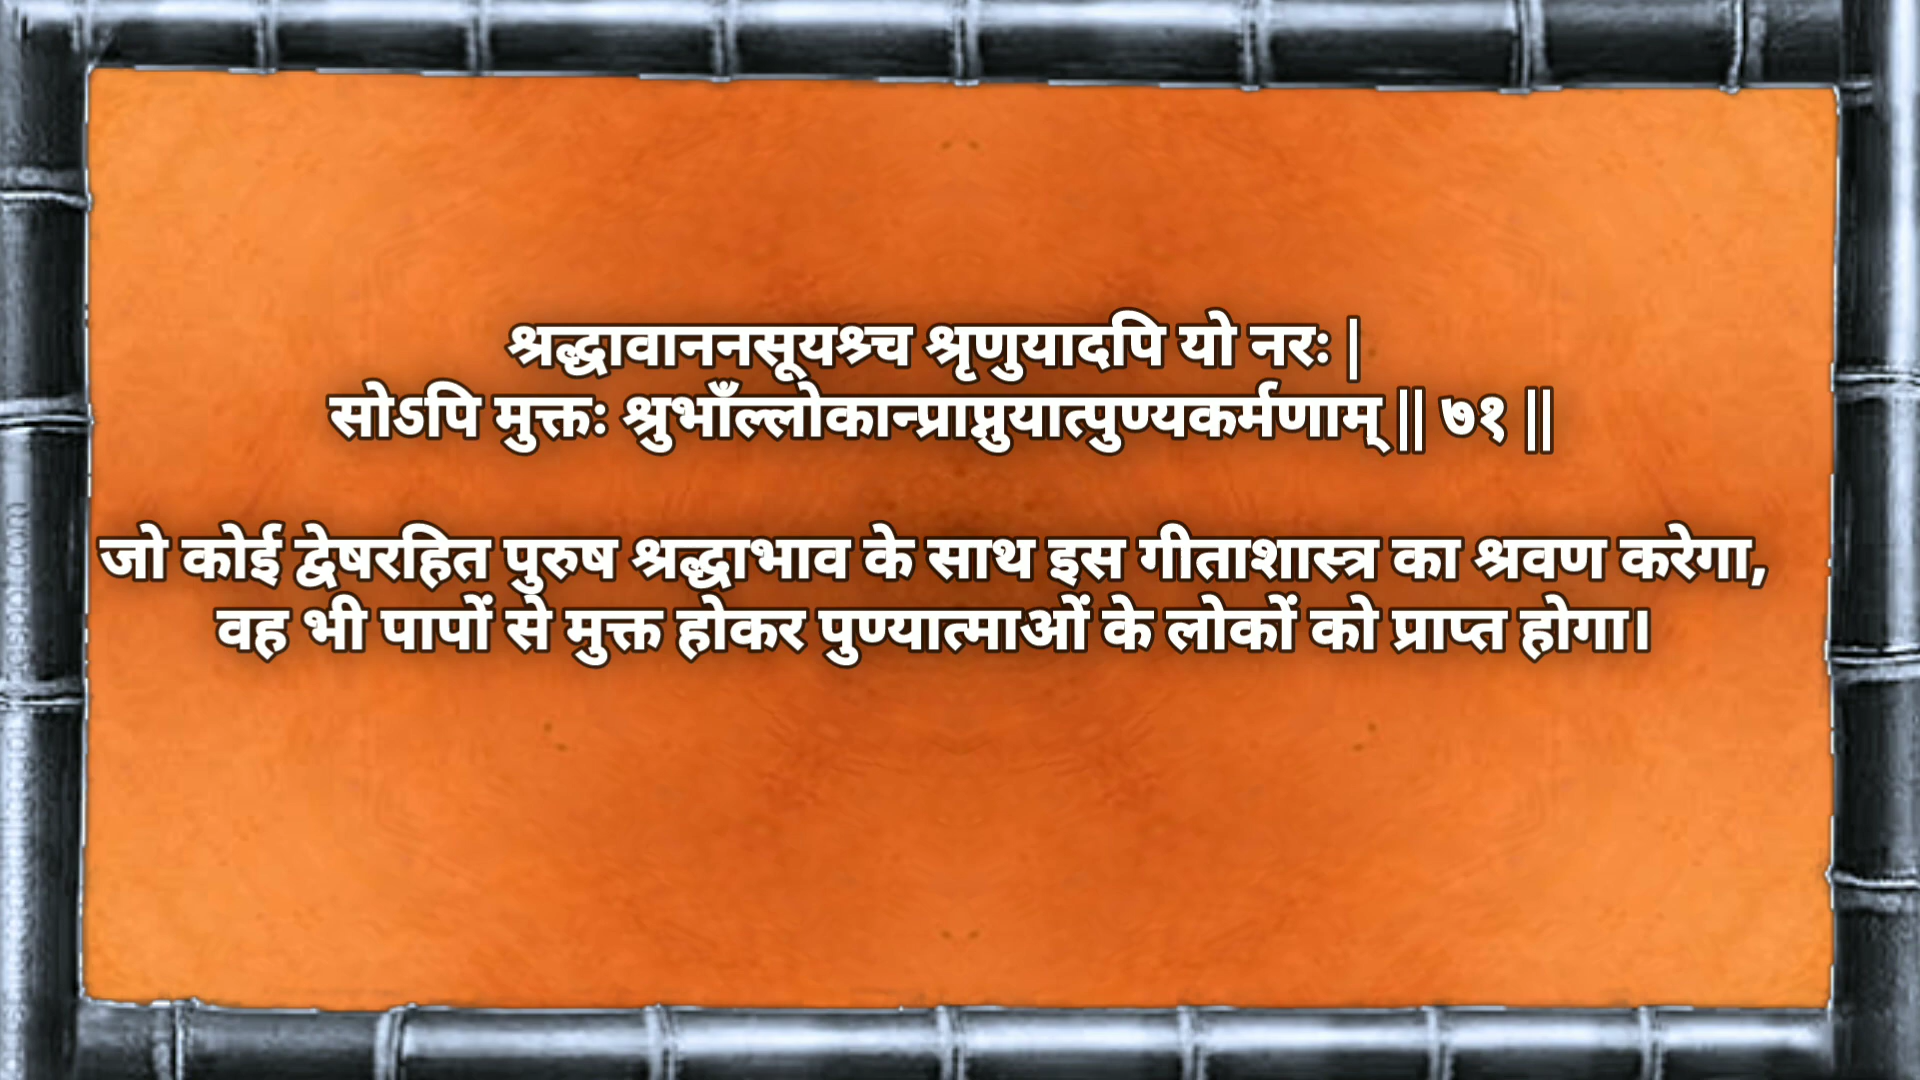 श्रद्धावाननसूयश्र्च श्रृणुयादपि यो नरः |
सोऽपि मुक्तः श्रुभाँल्लोकान्प्राप्नुयात्पुण्यकर्मणाम् || ७१ ||
जो कोई द्वेषरहित पुरुष श्रद्धाभाव के साथ इस गीताशास्त्र का श्रवण करेगा,
वह भी पापों से मुक्त होकर पुण्यात्माओं के लोकों को प्राप्त होगा।